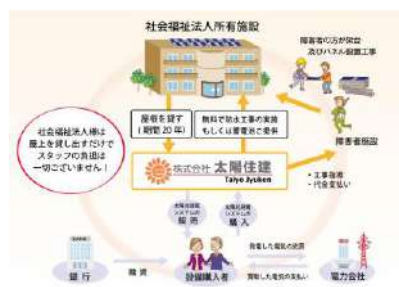 社会福祉法人所有施設
障害者の方が架台
及びパネル設置工事
屋根を貸す
(期間20年)
無料で防水工事の実施
もしくは蓄電池ご提供
社会福祉法人様は
屋上を貸し出すだけで
スタッフの負担は
一切ございません！
障害者施設
株式会社 太陽住建
Taiyo Jyuken
・工事指導
・代金支払い
太陽光発電
システムの
販売
太陽光発電
システムの
購入
銀行
融資
設備購入者
発電した電気の売電
買取した電気の支払い
電力会社